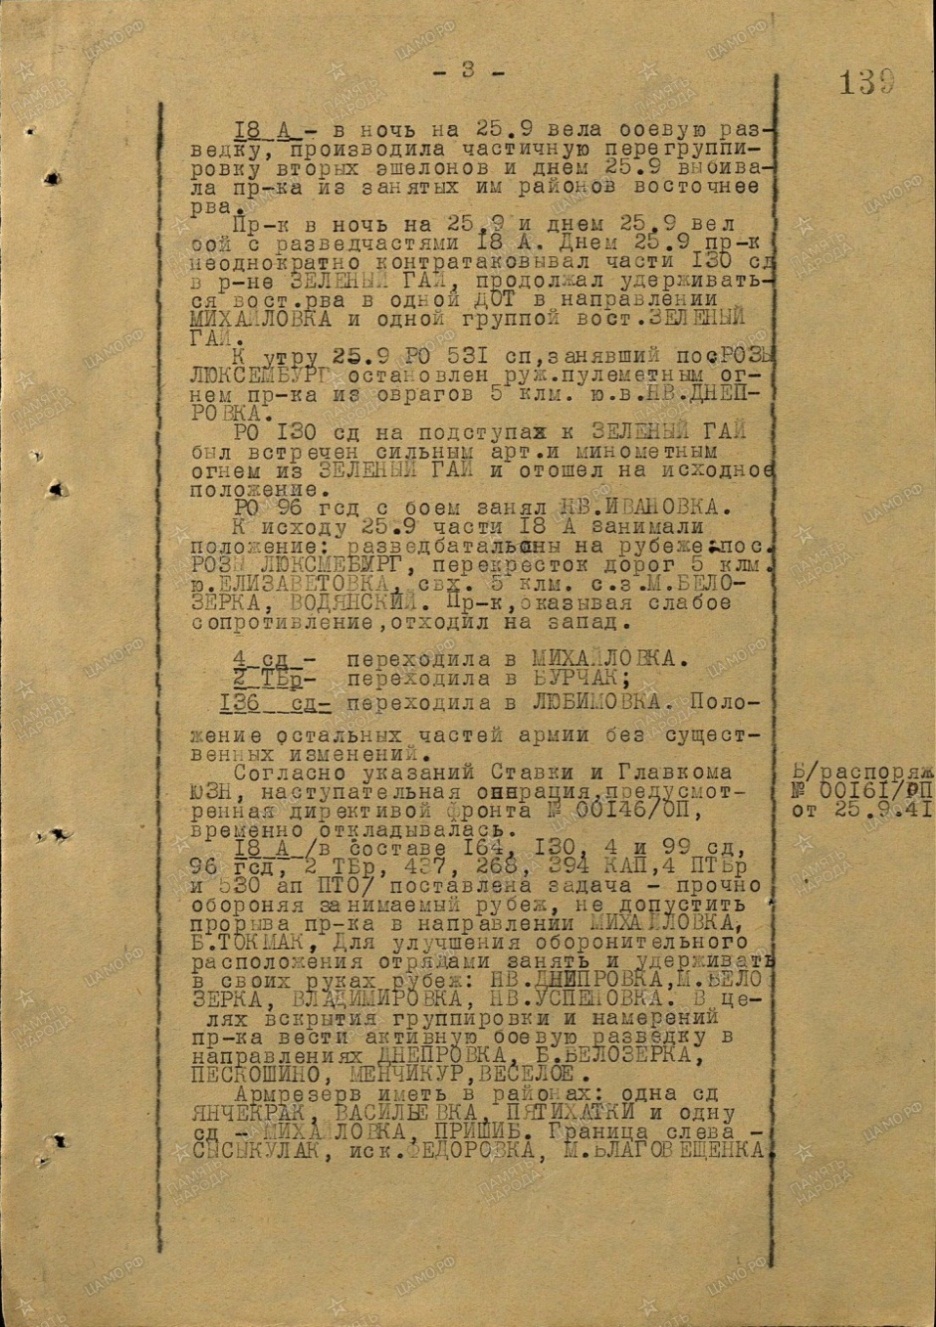 - 3 -
139
18 А - в ночь на 25.9 вела боевую раз-
ведку, производила частичную перегруппи-
ровку вторых эшелонов и днем 25.9 выбива-
ла пр-ка из занятых им районов восточнее
рва.
Пр-к в ночь на 25.9 и днем 25.9 вел
бой с разведчастями 18 А. Днем 25.9 пр-к
неоднократно контратаковывал части 130 сд
в р-не ЗЕЛЕНЫЙ ГАЙ, продолжал удерживать-
ся вост.рва в одной ДОТ в направлении
МИХАЙЛОВКА и одной группой вост.ЗЕЛЕНЫЙ
ГАЙ.
К утру 25.9 РО 531 сп,занявший пос.РОЗЫ
ЛЮКСЕМБУРГ остановлен руж.пулеметным ог-
нем пр-ка из оврагов 5 клм. ю.в.НВ.ДНЕП-
РОВКА.
РО 130 сд на подступах к ЗЕЛЕНЫЙ ГАЙ
был встречен сильным арт.и минометным
огнем из ЗЕЛЕНЫЙ ГАЙ и отошел на исходное
положение.
РО 96 гсд с боем занял НВ.ИВАНОВКА.
К исходу 25.9 части 18 А занимали
положение: разведбатальоны на рубеже:пос.
РОЗЫ ЛЮКСМЕБУРГ, перекресток дорог 5 клм.
ю.ЕЛИЗАВЕТОВКА, свх. 5 клм. с.з.М.БЕЛО-
ЗЕРКА, ВОДЯНСКИЙ. Пр-к,оказывая слабое
сопротивление,отходил на запад.
4 сд - переходила в МИХАЙЛОВКА.
2 ТБр- переходила в БУРЧАК;
136 сд- переходила в ЛЮБИМОВКА. Поло-
жение остальных частей армии без сущест-
венных изменений.
Согласно указаний Ставки и Главкома
ЮЗН, наступательная операция,предусмот-
ренная директивой фронта № 00146/ОП,
временно откладывалась.
Б/распоряж
№ 00161/ОП
от 25.9.41
18 А /в составе 164, 130, 4 и 99 сд,
96 гсд, 2 ТБр, 437, 268, 394 КАП,4 ПТБр
и 530 ап ПТО/ поставлена задача - прочно
обороняя занимаемый рубеж, не допустить
прорыва пр-ка в направлении МИХАЙЛОВКА,
Б.ТОКМАК, Для улучшения оборонительного
расположения отрядами занять и удерживать
в своих руках рубеж: НВ.ДНЕПРОВКА,М.БЕЛО
ЗЕРКА, ВЛАДИМИРОВКА, НВ.УСПЕНОВКА. В це-
лях вскрытия группировки и намерений
пр-ка вести активную боевую разведку в
направлениях ДНЕПРОВКА, Б.БЕЛОЗЕРКА,
ПЕСКОШИНО, МЕНЧИКУР,ВЕСЕЛОЕ.
Армрезерв иметь в районах: одна сд
ЯНЧЕКРАК, ВАСИЛЬЕВКА, ПЯТИХАТКИ и одну
сд - МИХАЙЛОВКА, ПРИШИБ. Граница слева -
СЫСЫКУЛАК, иск.ФЕДОРОВКА, М.БЛАГОВЕЩЕНКА